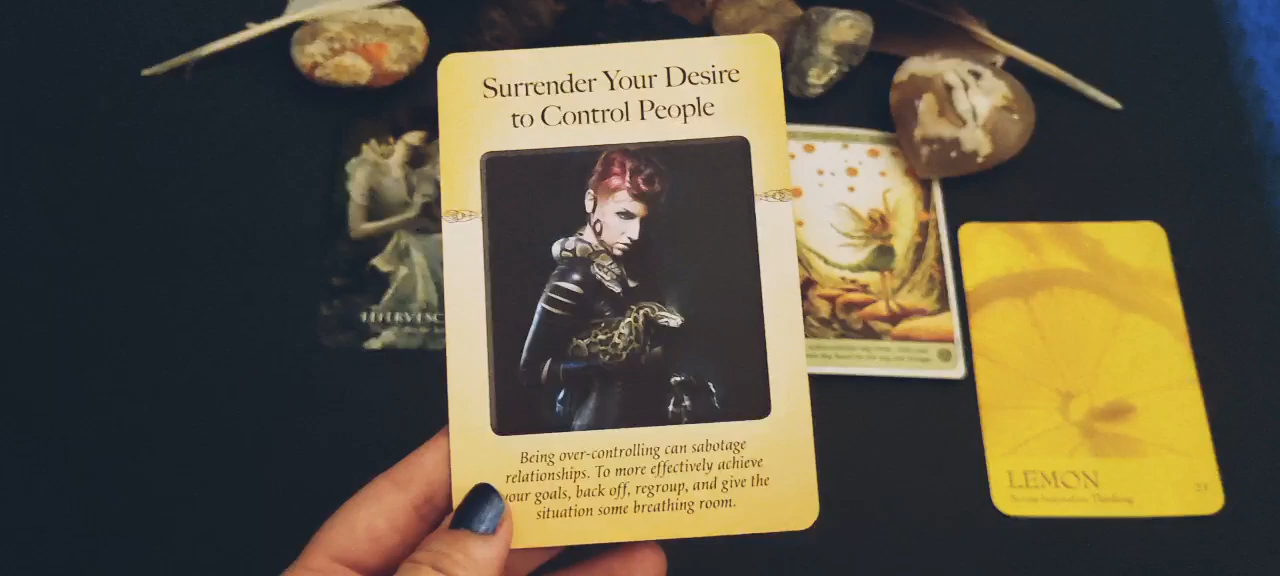 Surrender Your Desire
to Control People
Being over-controlling can sabotage
relationships. To more effectively achieve
your goals, back off, regroup, and give the
situation some breathing room.
LEMON
Thinking